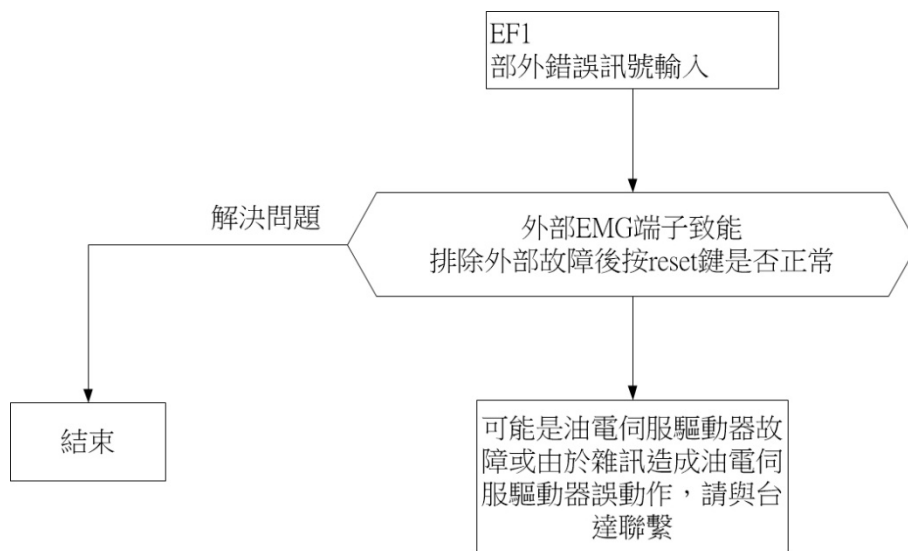 EF1
部外錯誤訊號輸入
解決問題
外部EMG端子致能
排除外部故障後按reset鍵是否正常
結束
可能是油電伺服驅動器故
障或由於雜訊造成油電伺
服驅動器誤動作，請與台
達聯繫